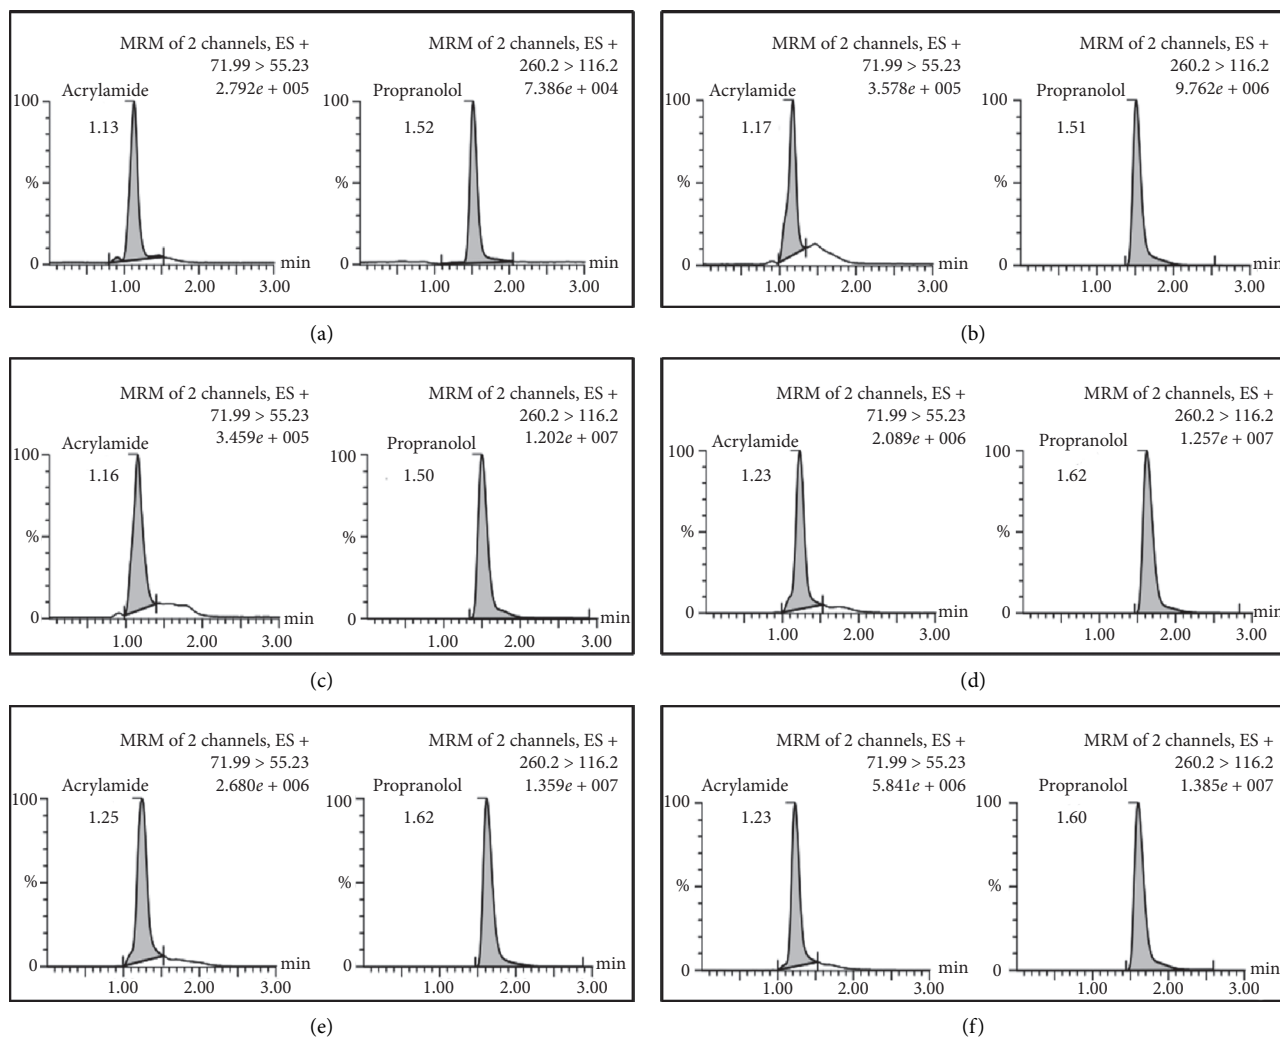 MRM of 2 channels, ES +
71.99 > 55.23
2.792e + 005
Acrylamide
1.13
100
%
0
1.00 2.00 3.00
min
MRM of 2 channels, ES +
260.2 > 116.2
7.386e + 004
Propranolol
1.52
100
%
0
1.00 2.00 3.00
min
(a)
MRM of 2 channels, ES +
71.99 > 55.23
3.578e + 005
Acrylamide
1.17
100
%
0
1.00 2.00 3.00
MRM of 2 channels, ES +
260.2 > 116.2
9.762e + 006
Propranolol
1.51
100
%
0
1.00 2.00 3.00
min
(b)
MRM of 2 channels, ES +
71.99 > 55.23
3.459e + 005
Acrylamide
1.16
100
%
0
1.00 2.00 3.00
min
MRM of 2 channels, ES +
260.2 > 116.2
1.202e + 007
Propranolol
1.50
100
%
0
1.00 2.00 3.00
min
(c)
MRM of 2 channels, ES +
71.99 > 55.23
2.089e + 006
Acrylamide
1.23
100
%
0
1.00 2.00 3.00
MRM of 2 channels, ES +
260.2 > 116.2
1.257e + 007
Propranolol
1.62
100
%
0
1.00 2.00 3.00
min
(d)
MRM of 2 channels, ES +
71.99 > 55.23
2.680e + 006
Acrylamide
1.25
100
%
0
1.00 2.00 3.00
min
MRM of 2 channels, ES +
260.2 > 116.2
1.359e + 007
Propranolol
1.62
100
%
0
1.00 2.00 3.00
min
(e)
MRM of 2 channels, ES +
71.99 > 55.23
5.841e + 006
Acrylamide
1.23
100
%
0
1.00 2.00 3.00
min
MRM of 2 channels, ES +
260.2 > 116.2
1.385e + 007
Propranolol
1.60
100
%
0
1.00 2.00 3.00
min
(f)